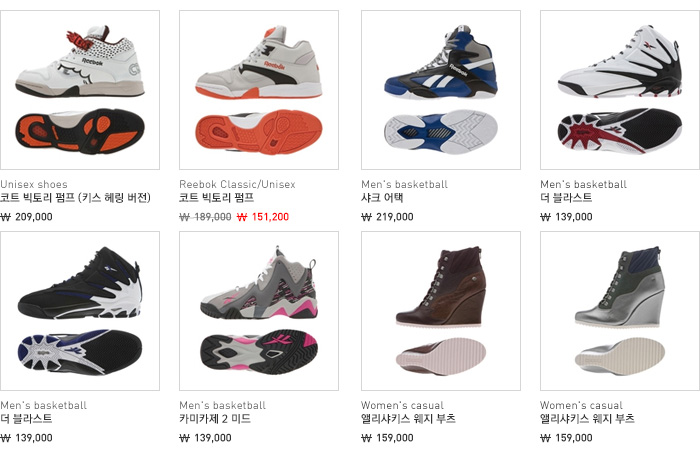 Unisex shoes
코트 빅토리 펌프 (키스 헤링 버전)
₩ 209,000
Reebok Classic/Unisex
코트 빅토리 펌프
₩ 189,000 ₩ 151,200
Men's basketball
샤크 어택
₩ 219,000
Men's basketball
더 블라스트
₩ 139,000
Men's basketball
더 블라스트
₩ 139,000
Men's basketball
카미카제 2 미드
₩ 139,000
Women's casual
앨리샤키스 웨지 부츠
₩ 159,000
Women's casual
앨리샤키스 웨지 부츠
₩ 159,000